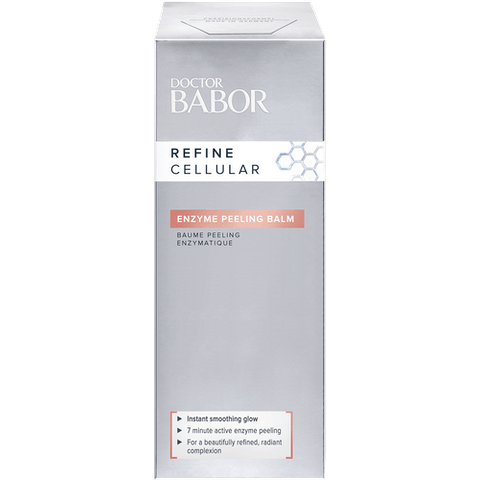 DOCTOR
BABOR
REFINE
CELLULAR
ENZYME PEELING BALM
BAUME PEELING
ENZYMATIQUE
Instant smoothing glow
7 minute active enzyme peeling
For a beautifully refined, radiant
complexion